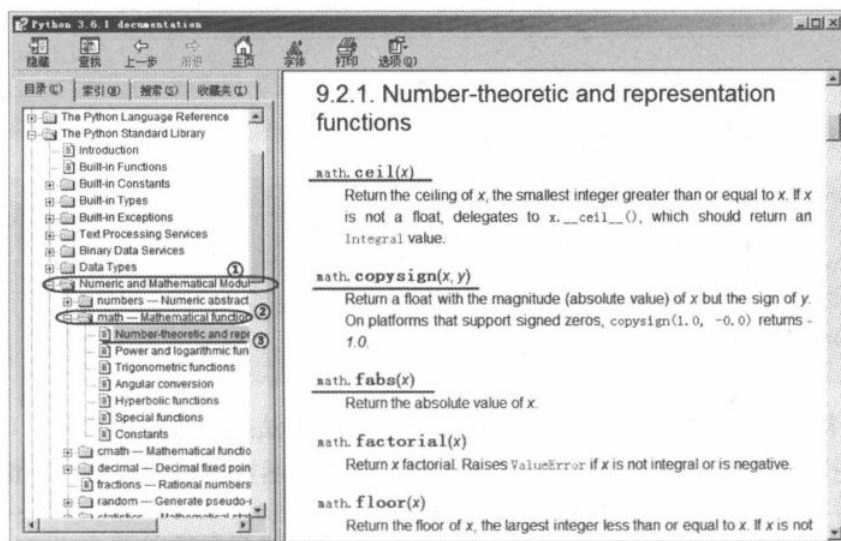 Python 3.6.1 documentation
隐藏 查找 上一步 前进 主页 字体 打印 选项(O)
目录(C) 索引(N) 搜索(S) 收藏夹(I)
The Python Language Reference
The Python Standard Library
Introduction
Built-in Functions
Built-in Constants
Built-in Types
Built-in Exceptions
Text Processing Services
Binary Data Services
Data Types
①
Numeric and Mathematical Modul
numbers — Numeric abstract
math — Mathematical function ②
Number-theoretic and repr ③
Power and logarithmic fun
Trigonometric functions
Angular conversion
Hyperbolic functions
Special functions
Constants
cmath — Mathematical functio
decimal — Decimal fixed poin
fractions — Rational numbers
random — Generate pseudo-
statistics — Mathematical stat
9.2.1. Number-theoretic and representation
functions
math.ceil(x)
Return the ceiling of x, the smallest integer greater than or equal to x. If x
is not a float, delegates to x.__ceil__(), which should return an
Integral value.
math.copysign(x, y)
Return a float with the magnitude (absolute value) of x but the sign of y.
On platforms that support signed zeros, copysign(1.0, -0.0) returns -
1.0.
math.fabs(x)
Return the absolute value of x.
math.factorial(x)
Return x factorial. Raises ValueError if x is not integral or is negative.
math.floor(x)
Return the floor of x, the largest integer less than or equal to x. If x is not